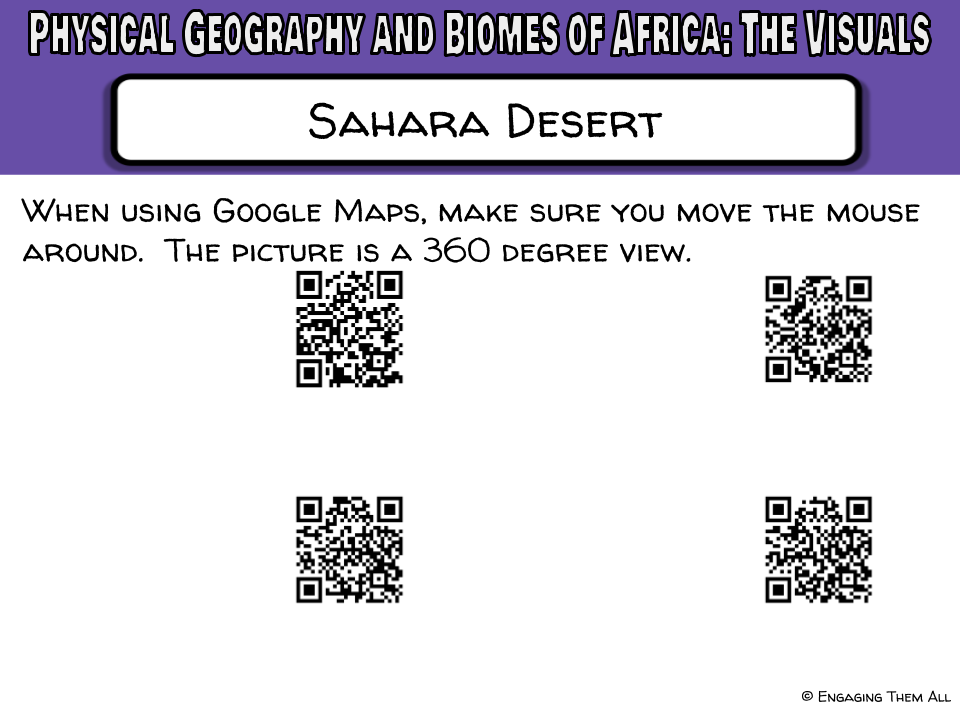 Physical Geography and Biomes of Africa: The Visuals
Sahara Desert
When using Google Maps, make sure you move the mouse
around. The picture is a 360 degree view.
© Engaging Them All